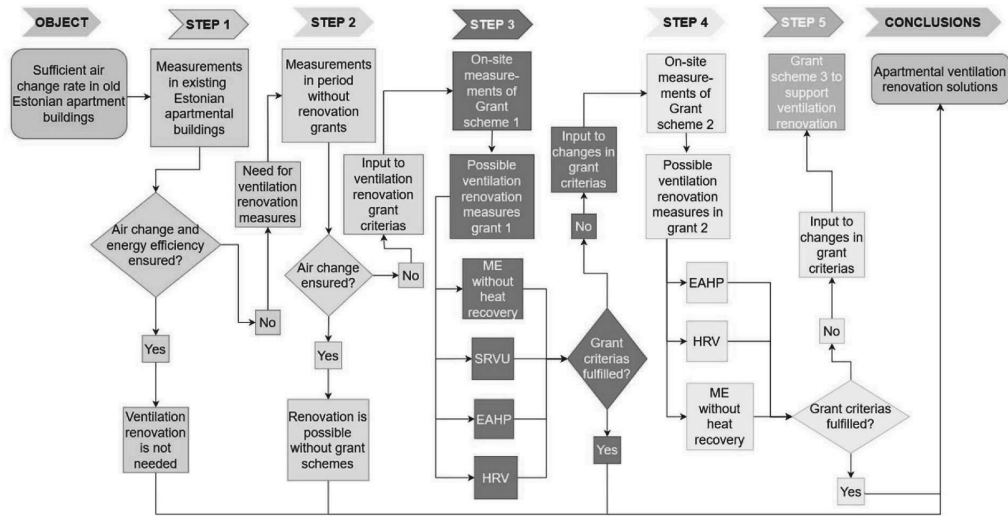 OBJECT
STEP 1
STEP 2
STEP 3
STEP 4
STEP 5
CONCLUSIONS
Sufficient air
change rate in old
Estonian apartment
buildings
Measurements
in existing
Estonian
apartmental
buildings
Air change and
energy efficiency
ensured?
No
Yes
Ventilation
renovation
is not
needed
Need for
ventilation
renovation
measures
Measurements
in period
without
renovation
grants
Air change
ensured?
No
Yes
Renovation is
possible
without grant
schemes
Input to
ventilation
renovation
grant
criterias
On-site
measure-
ments of
Grant
scheme 1
Possible
ventilation
renovation
measures
grant 1
ME
without
heat
recovery
SRVU
EAHP
HRV
Grant
criterias
fulfilled?
No
Yes
Input to
changes in
grant
criterias
On-site
measure-
ments of
Grant
scheme 2
Possible
ventilation
renovation
measures in
grant 2
EAHP
HRV
ME
without
heat
recovery
Grant criterias
fulfilled?
No
Yes
Input to
changes in
grant
criterias
Grant
scheme 3 to
support
ventilation
renovation
Apartmental ventilation
renovation solutions